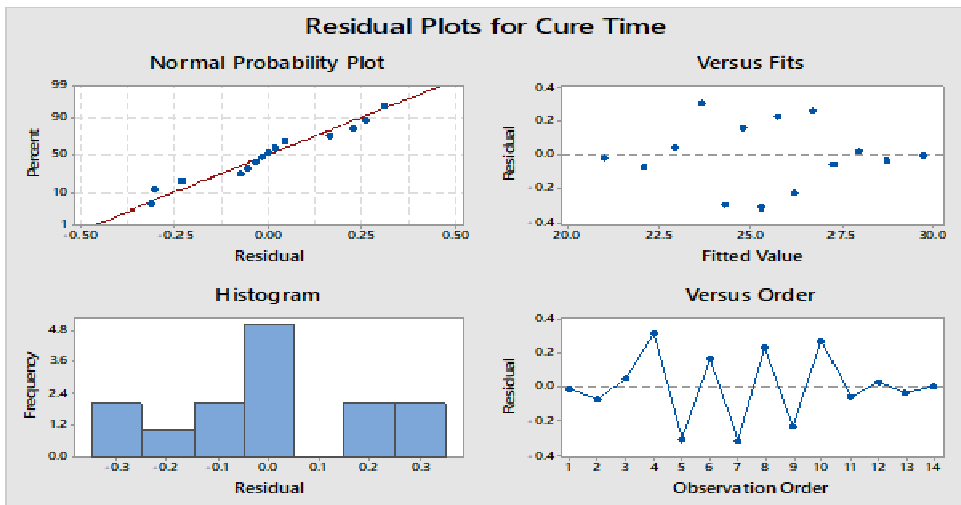 Residual Plots for Cure Time
Normal Probability Plot
Percent
99
90
50
10
1
-0.50 -0.25 0.00 0.25 0.50
Residual
Versus Fits
Residual
0.4
0.2
0.0
-0.2
-0.4
20.0 22.5 25.0 27.5 30.0
Fitted Value
Histogram
Frequency
4.8
3.6
2.4
1.2
0.0
-0.3 -0.2 -0.1 0.0 0.1 0.2 0.3
Residual
Versus Order
Residual
0.4
0.2
0.0
-0.2
-0.4
1 2 3 4 5 6 7 8 9 10 11 12 13 14
Observation Order